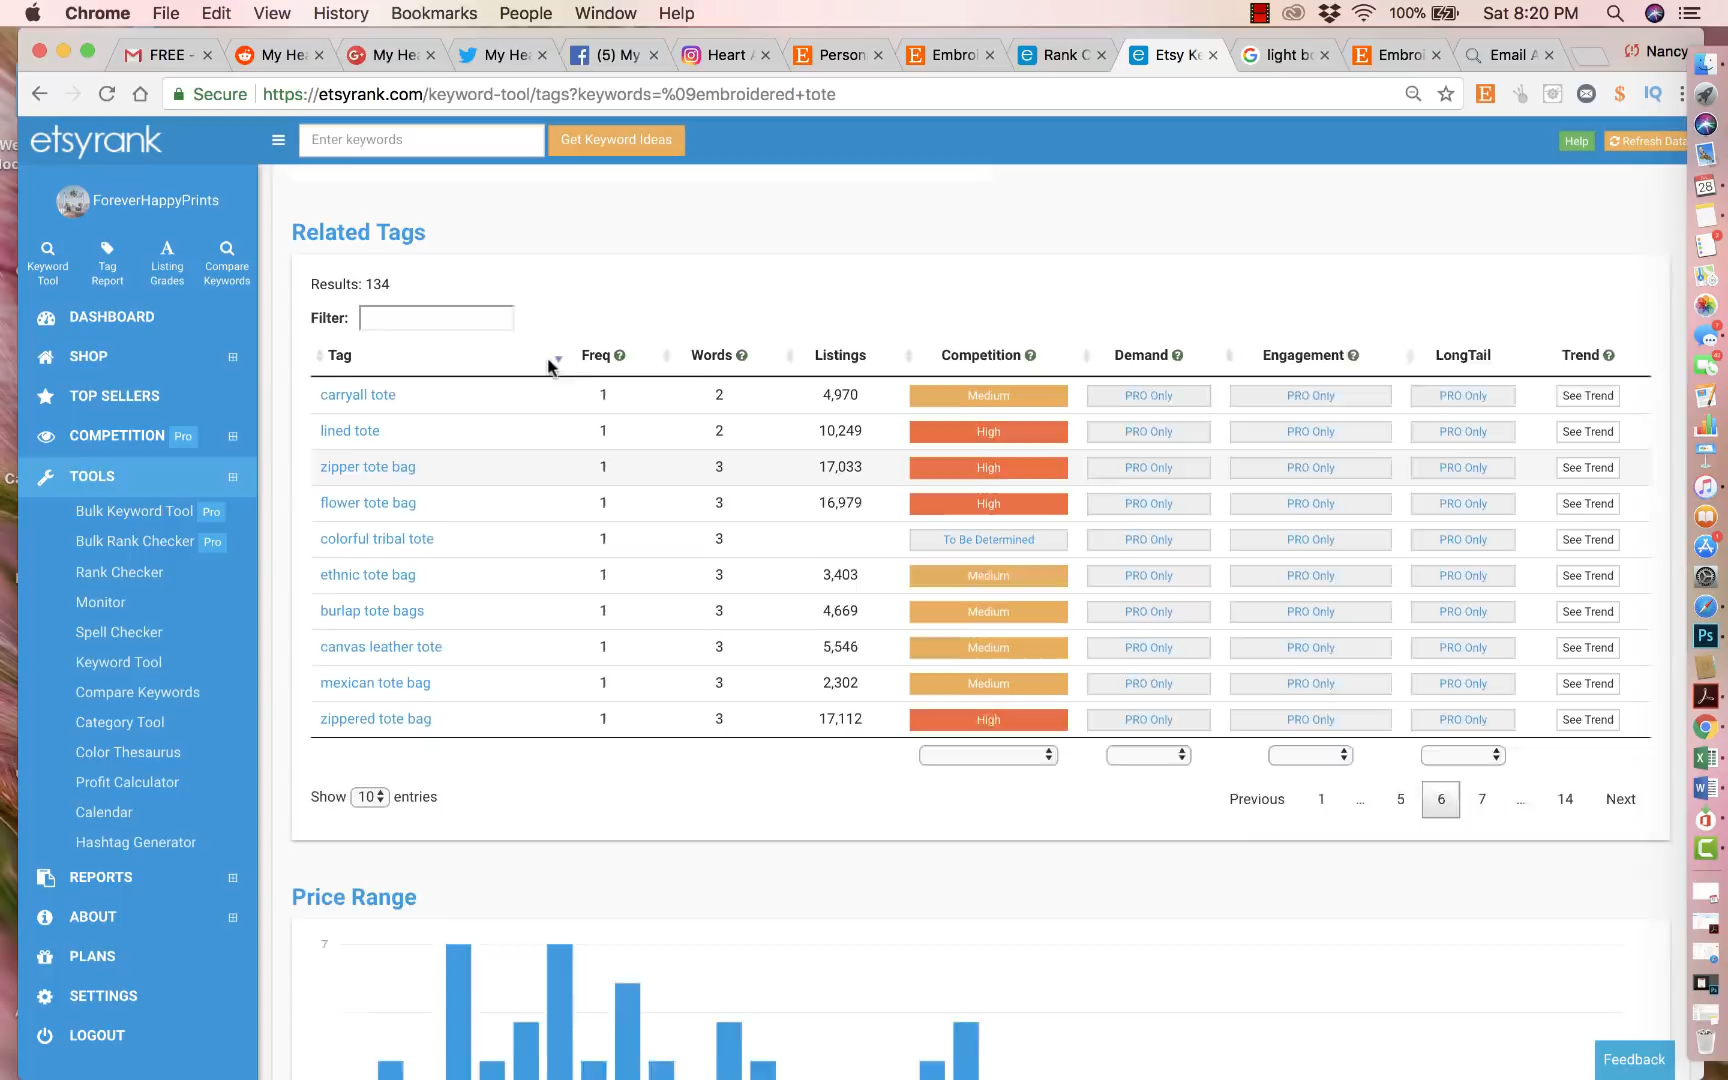 Chrome File Edit View History Bookmarks People Window Help 100% Sat 8:20 PM
FREE - My Hea My Hea My Hea (5) My Heart A Person Embroi Rank C Etsy Ke light bo Embroi Email A Nancy
Secure https://etsyrank.com/keyword-tool/tags?keywords=%09embroidered+tote
etsyrank Enter keywords Get Keyword Ideas Help Refresh Data
ForeverHappyPrints
Keyword Tool
Tag Report
Listing Grades
Compare Keywords
DASHBOARD
SHOP
TOP SELLERS
COMPETITION Pro
TOOLS
Bulk Keyword Tool Pro
Bulk Rank Checker Pro
Rank Checker
Monitor
Spell Checker
Keyword Tool
Compare Keywords
Category Tool
Color Thesaurus
Profit Calculator
Calendar
Hashtag Generator
REPORTS
ABOUT
PLANS
SETTINGS
LOGOUT
Related Tags
Results: 134
Filter:
Tag Freq Words Listings Competition Demand Engagement LongTail Trend
carryall tote 1 2 4,970 Medium PRO Only PRO Only PRO Only See Trend
lined tote 1 2 10,249 High PRO Only PRO Only PRO Only See Trend
zipper tote bag 1 3 17,033 High PRO Only PRO Only PRO Only See Trend
flower tote bag 1 3 16,979 High PRO Only PRO Only PRO Only See Trend
colorful tribal tote 1 3 To Be Determined PRO Only PRO Only PRO Only See Trend
ethnic tote bag 1 3 3,403 Medium PRO Only PRO Only PRO Only See Trend
burlap tote bags 1 3 4,669 Medium PRO Only PRO Only PRO Only See Trend
canvas leather tote 1 3 5,546 Medium PRO Only PRO Only PRO Only See Trend
mexican tote bag 1 3 2,302 Medium PRO Only PRO Only PRO Only See Trend
zippered tote bag 1 3 17,112 High PRO Only PRO Only PRO Only See Trend
Show 10 entries Previous 1 ... 5 6 7 ... 14 Next
Price Range
7
Feedback